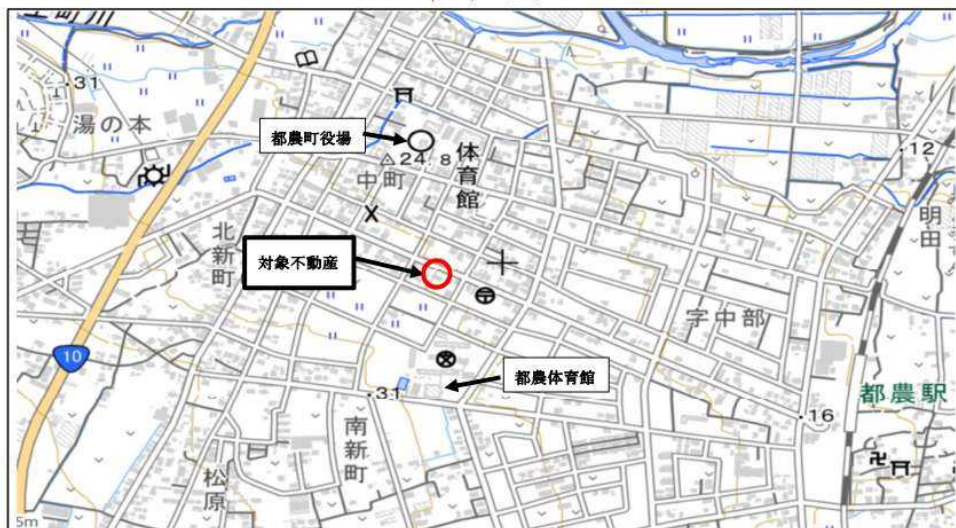 31
湯の本
都農町役場
24.8
体育館
中町
12
明田
北新町
対象不動産
字中部
10
都農体育館
31
都農駅
16
南新町
松原
5m